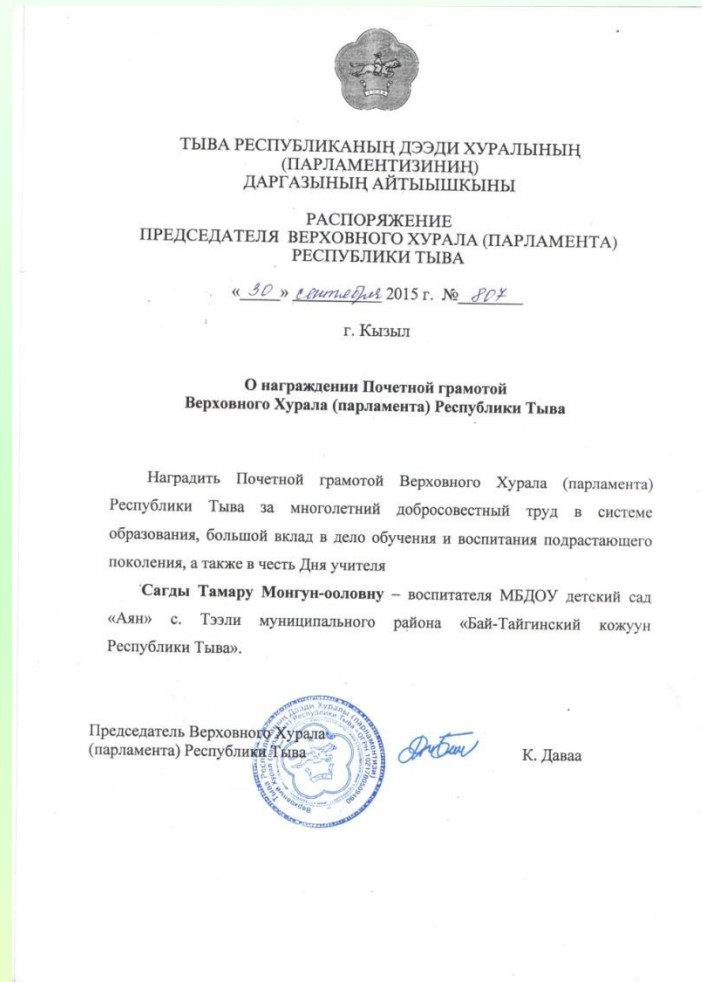 ТЫВА
ТЫВА РЕСПУБЛИКАНЫҢ ДЭЭДИ ХУРАЛЫНЫҢ
(ПАРЛАМЕНТИЗИНИҢ)
ДАРГАЗЫНЫҢ АЙТЫЫШКЫНЫ
РАСПОРЯЖЕНИЕ
ПРЕДСЕДАТЕЛЯ ВЕРХОВНОГО ХУРАЛА (ПАРЛАМЕНТА)
РЕСПУБЛИКИ ТЫВА
«30» сентября 2015 г. № 807
г. Кызыл
О награждении Почетной грамотой
Верховного Хурала (парламента) Республики Тыва
Наградить Почетной грамотой Верховного Хурала (парламента)
Республики Тыва за многолетний добросовестный труд в системе
образования, большой вклад в дело обучения и воспитания подрастающего
поколения, а также в честь Дня учителя
Сагды Тамару Монгун-ооловну – воспитателя МБДОУ детский сад
«Аян» с. Тээли муниципального района «Бай-Тайгинский кожуун
Республики Тыва».
Председатель Верховного Хурала
(парламента) Республики Тыва
К. Даваа